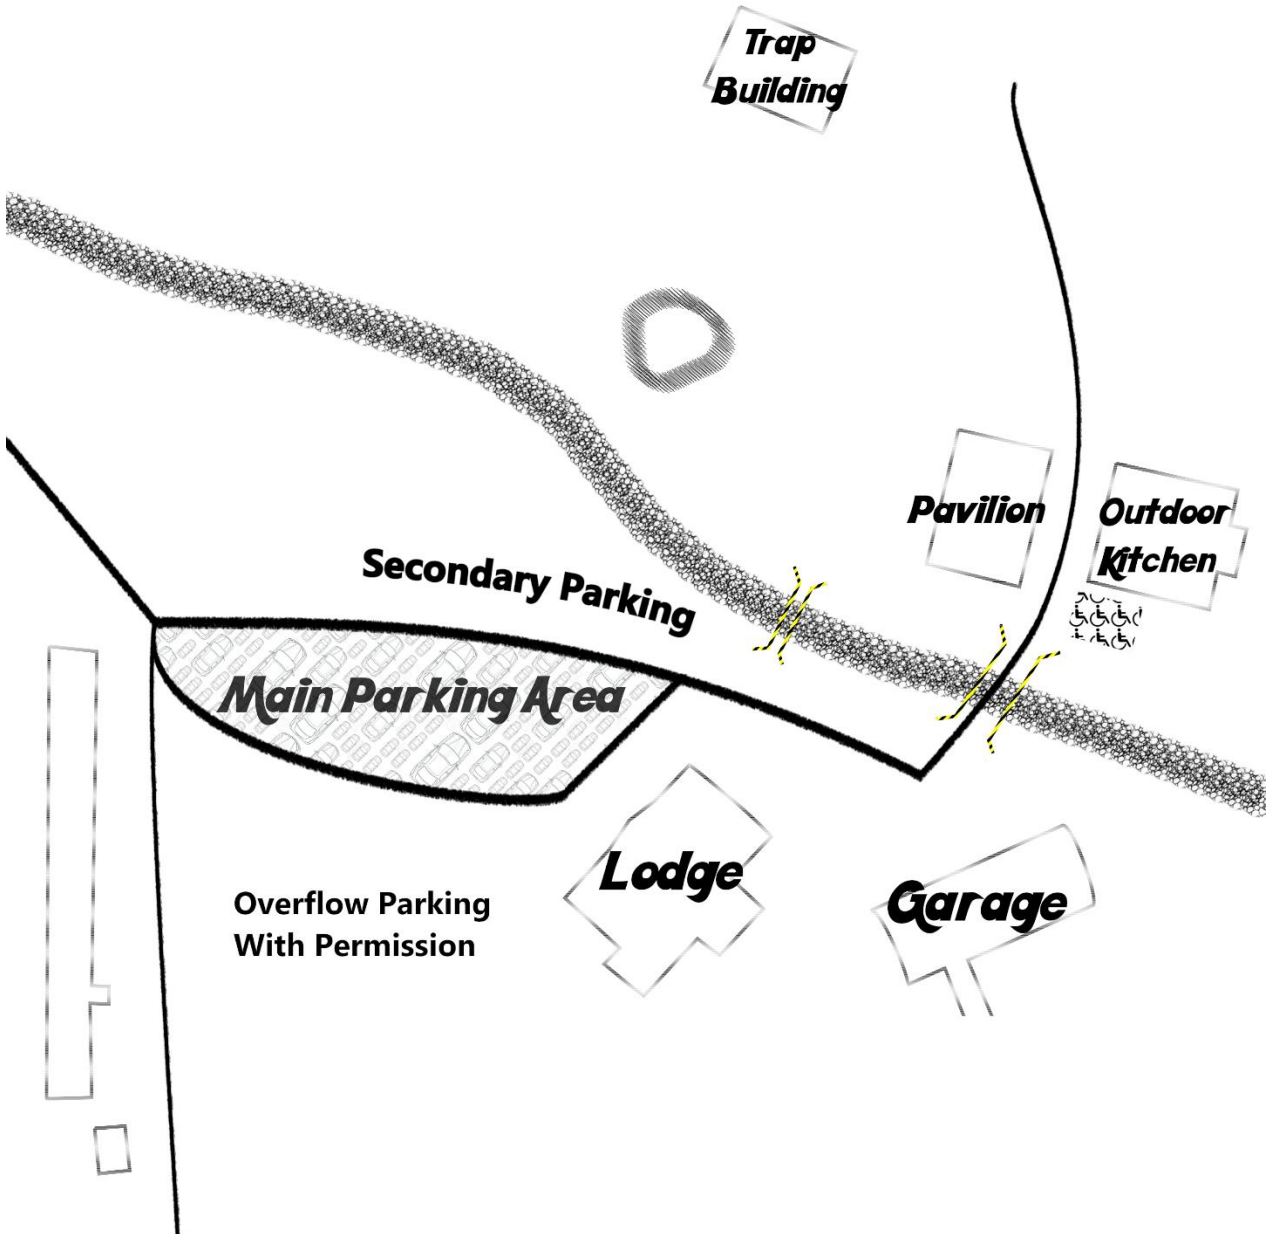 Trap
Building
Pavilion
Outdoor
Kitchen
Secondary Parking
Main Parking Area
Lodge
Garage
Overflow Parking
With Permission